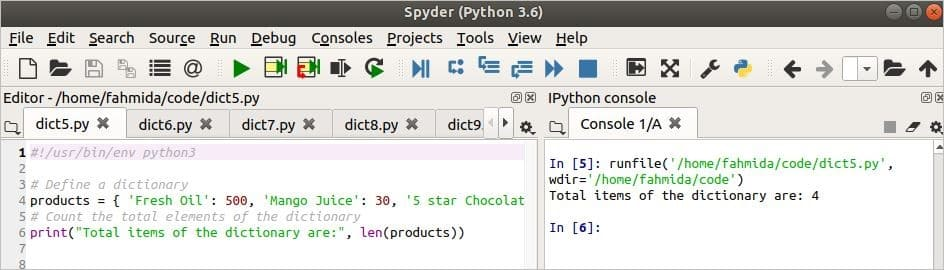 Spyder (Python 3.6)
File Edit Search Source Run Debug Consoles Projects Tools View Help
Editor - /home/fahmida/code/dict5.py
dict5.py dict6.py dict7.py dict8.py dict9.
1 #!/usr/bin/env python3
2
3 # Define a dictionary
4 products = { 'Fresh Oil': 500, 'Mango Juice': 30, '5 star Chocolat
5 # Count the total elements of the dictionary
6 print("Total items of the dictionary are:", len(products))
7
8
IPython console
Console 1/A
In [5]: runfile('/home/fahmida/code/dict5.py',
wdir='/home/fahmida/code')
Total items of the dictionary are: 4
In [6]: